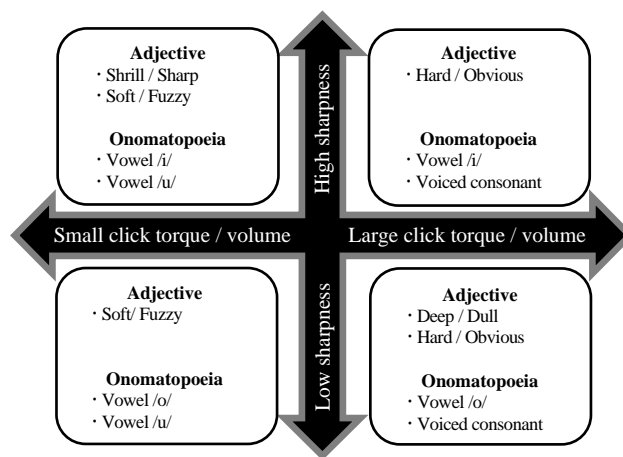 Adjective
· Shrill / Sharp
· Soft / Fuzzy
Onomatopoeia
· Vowel /i/
· Vowel /u/
High sharpness
Adjective
· Hard / Obvious
Onomatopoeia
· Vowel /i/
· Voiced consonant
Small click torque / volume
Large click torque / volume
Adjective
· Soft/ Fuzzy
Onomatopoeia
· Vowel /o/
· Vowel /u/
Low sharpness
Adjective
· Deep / Dull
· Hard / Obvious
Onomatopoeia
· Vowel /o/
· Voiced consonant